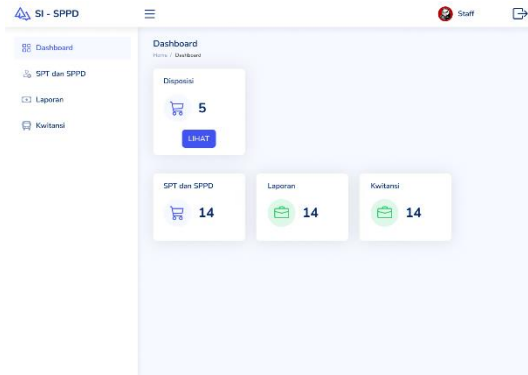 SI - SPPD
Staff
Dashboard
SPT dan SPPD
Laporan
Kwitansi
Dashboard
Home / Dashboard
Disposisi
5
LIHAT
SPT dan SPPD
14
Laporan
14
Kwitansi
14